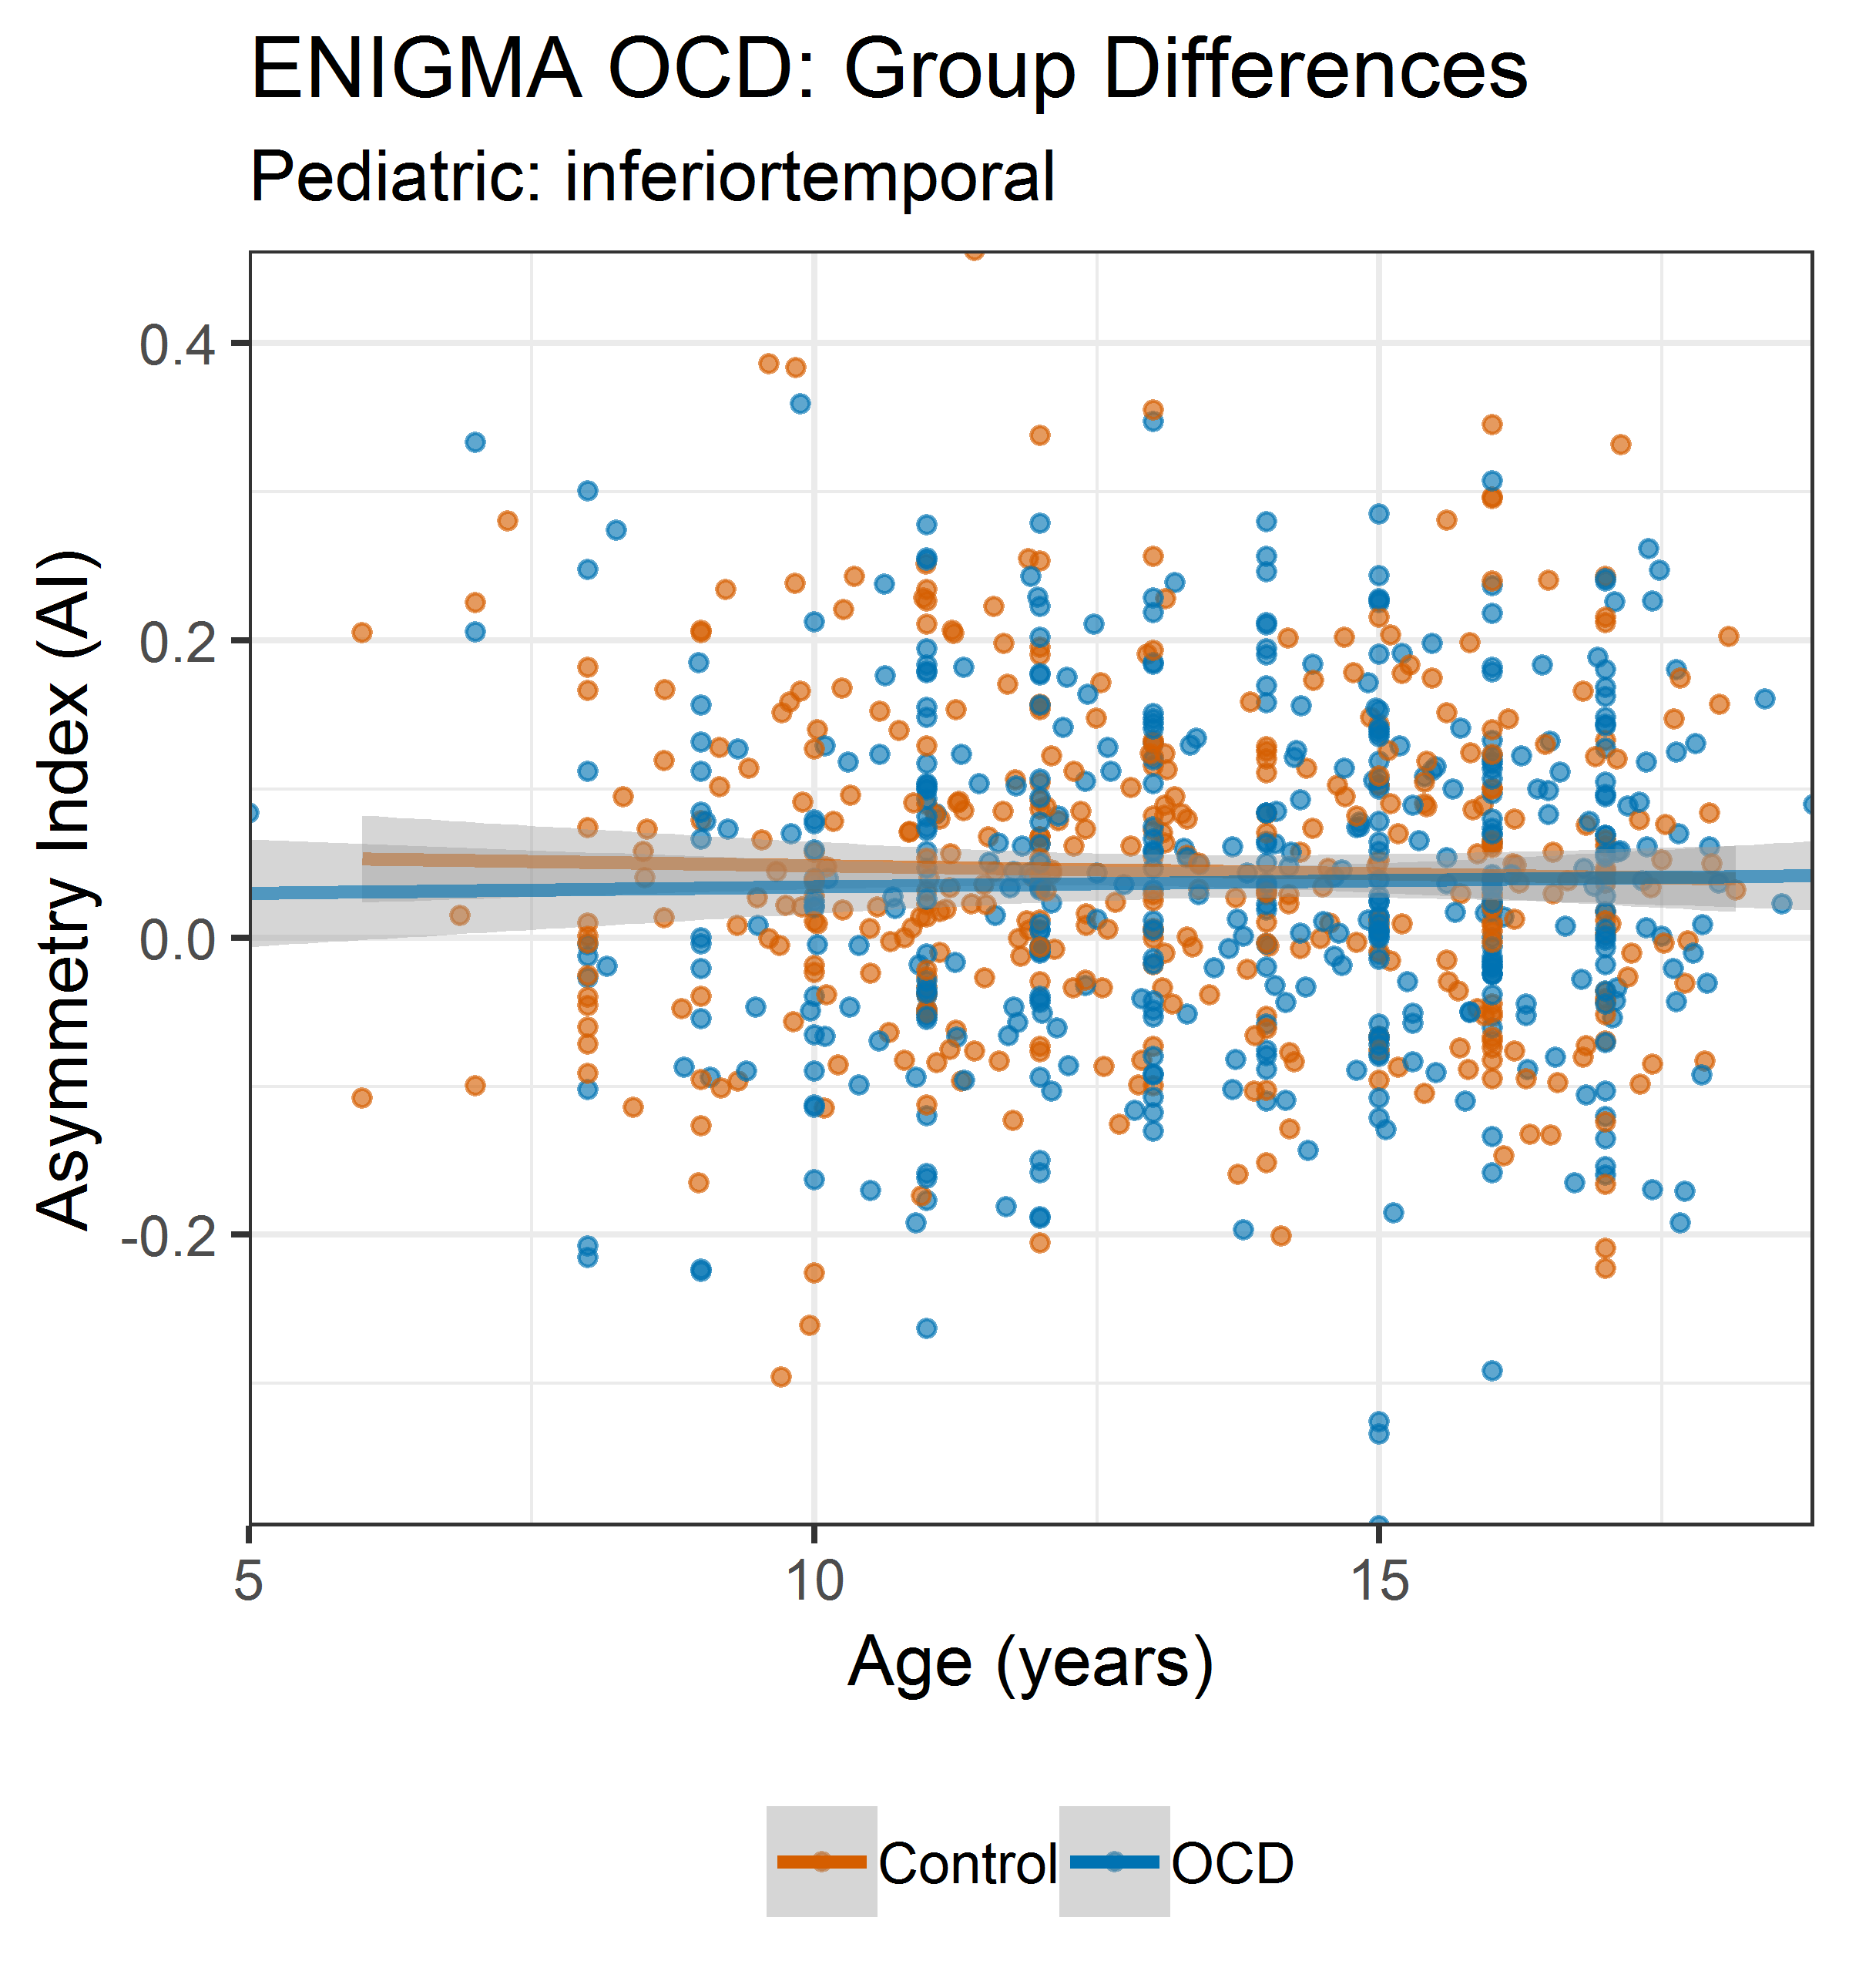 ENIGMA OCD: Group Differences
Pediatric: inferiortemporal
Asymmetry Index (AI)
0.4
0.2
0.0
-0.2
5
10
15
Age (years)
Control
OCD